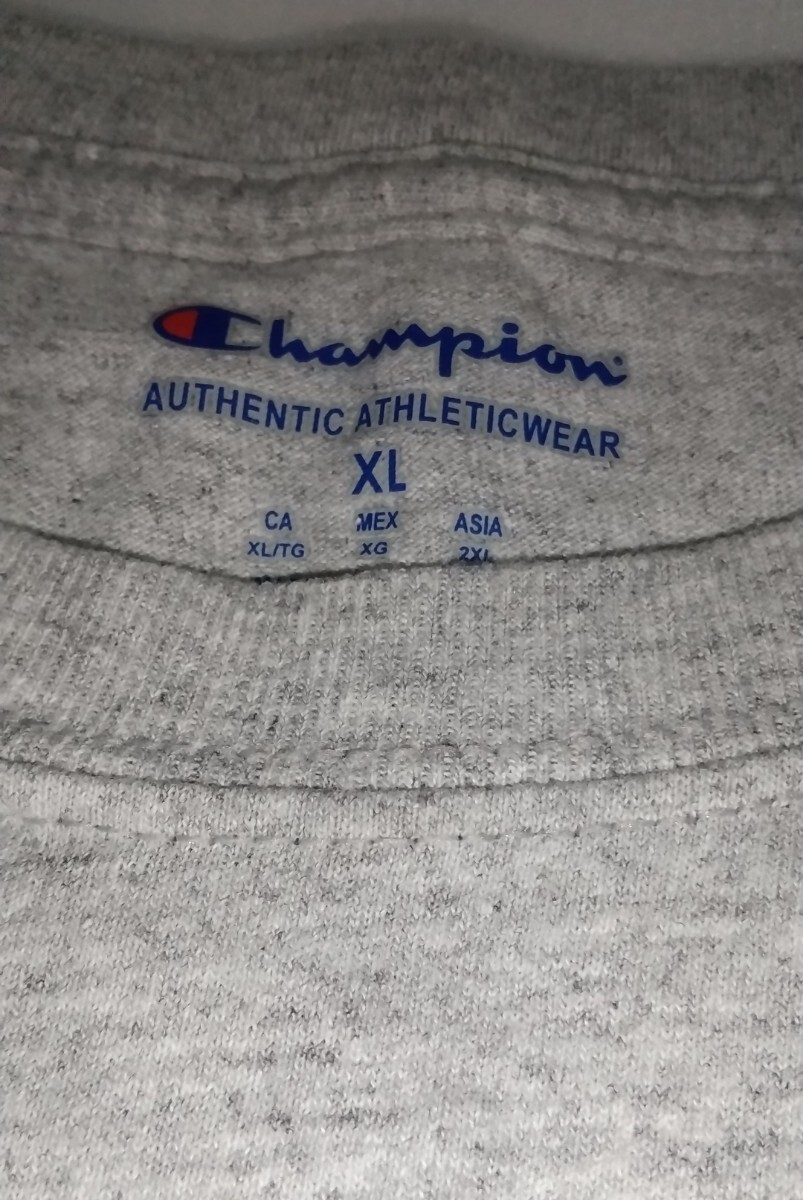 Champion
AUTHENTIC ATHLETICWEAR
XL
CA MEX ASIA
XL/TG XG 2XL